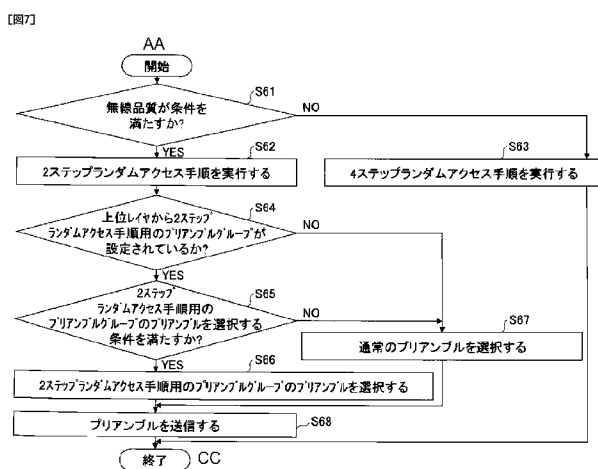 [図7]
AA
開始
S61
無線品質が条件を
満たすか?
NO
YES
S62
2ステップランダムアクセス手順を実行する
S63
4ステップランダムアクセス手順を実行する
S64
上位レイヤから2ステップ
ランダムアクセス手順用のプリアンブルグループが
設定されているか?
NO
YES
S65
2ステップ
ランダムアクセス手順用の
プリアンブルグループのプリアンブルを選択する
条件を満たすか?
NO
YES
S67
通常のプリアンブルを選択する
S66
2ステップランダムアクセス手順用のプリアンブルグループのプリアンブルを選択する
プリアンブルを送信する
S68
終了
CC